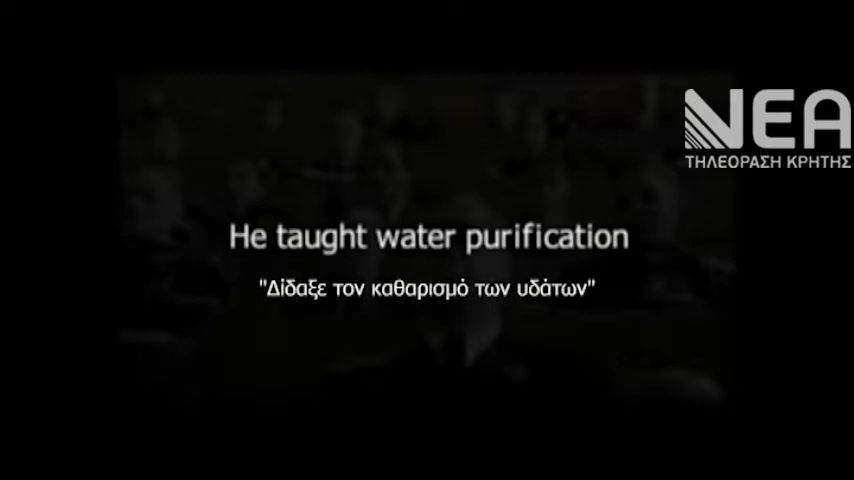 ΝΕΑ
ΤΗΛΕΟΡΑΣΗ ΚΡΗΤΗΣ
He taught water purification
"Δίδαξε τον καθαρισμό των υδάτων"